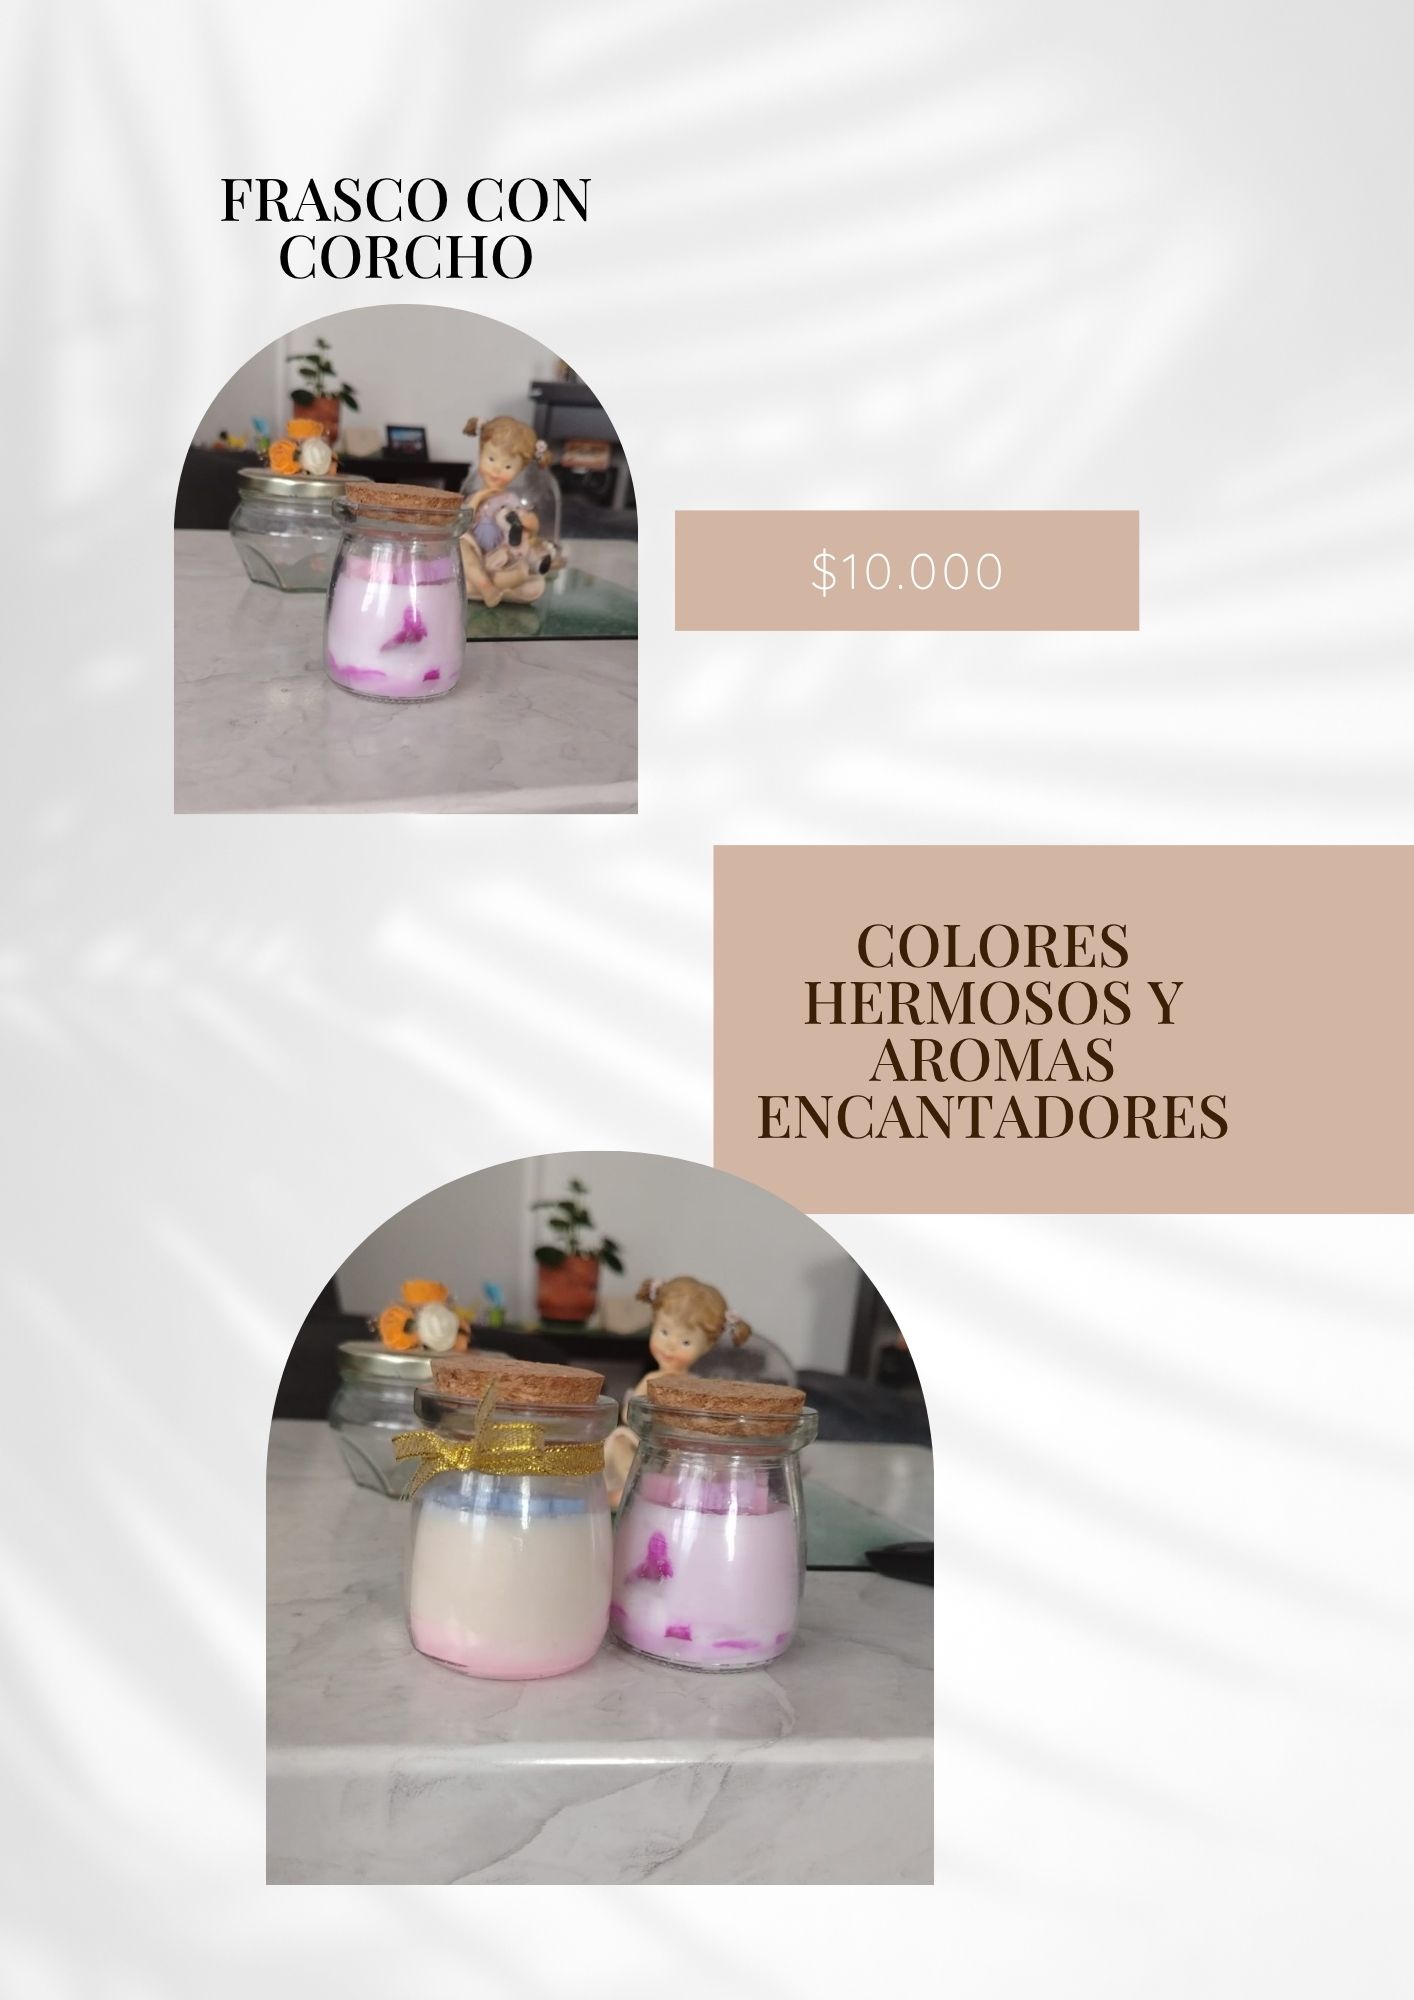 FRASCO CON
CORCHO
$10.000
COLORES
HERMOSOS Y
AROMAS
ENCANTADORES